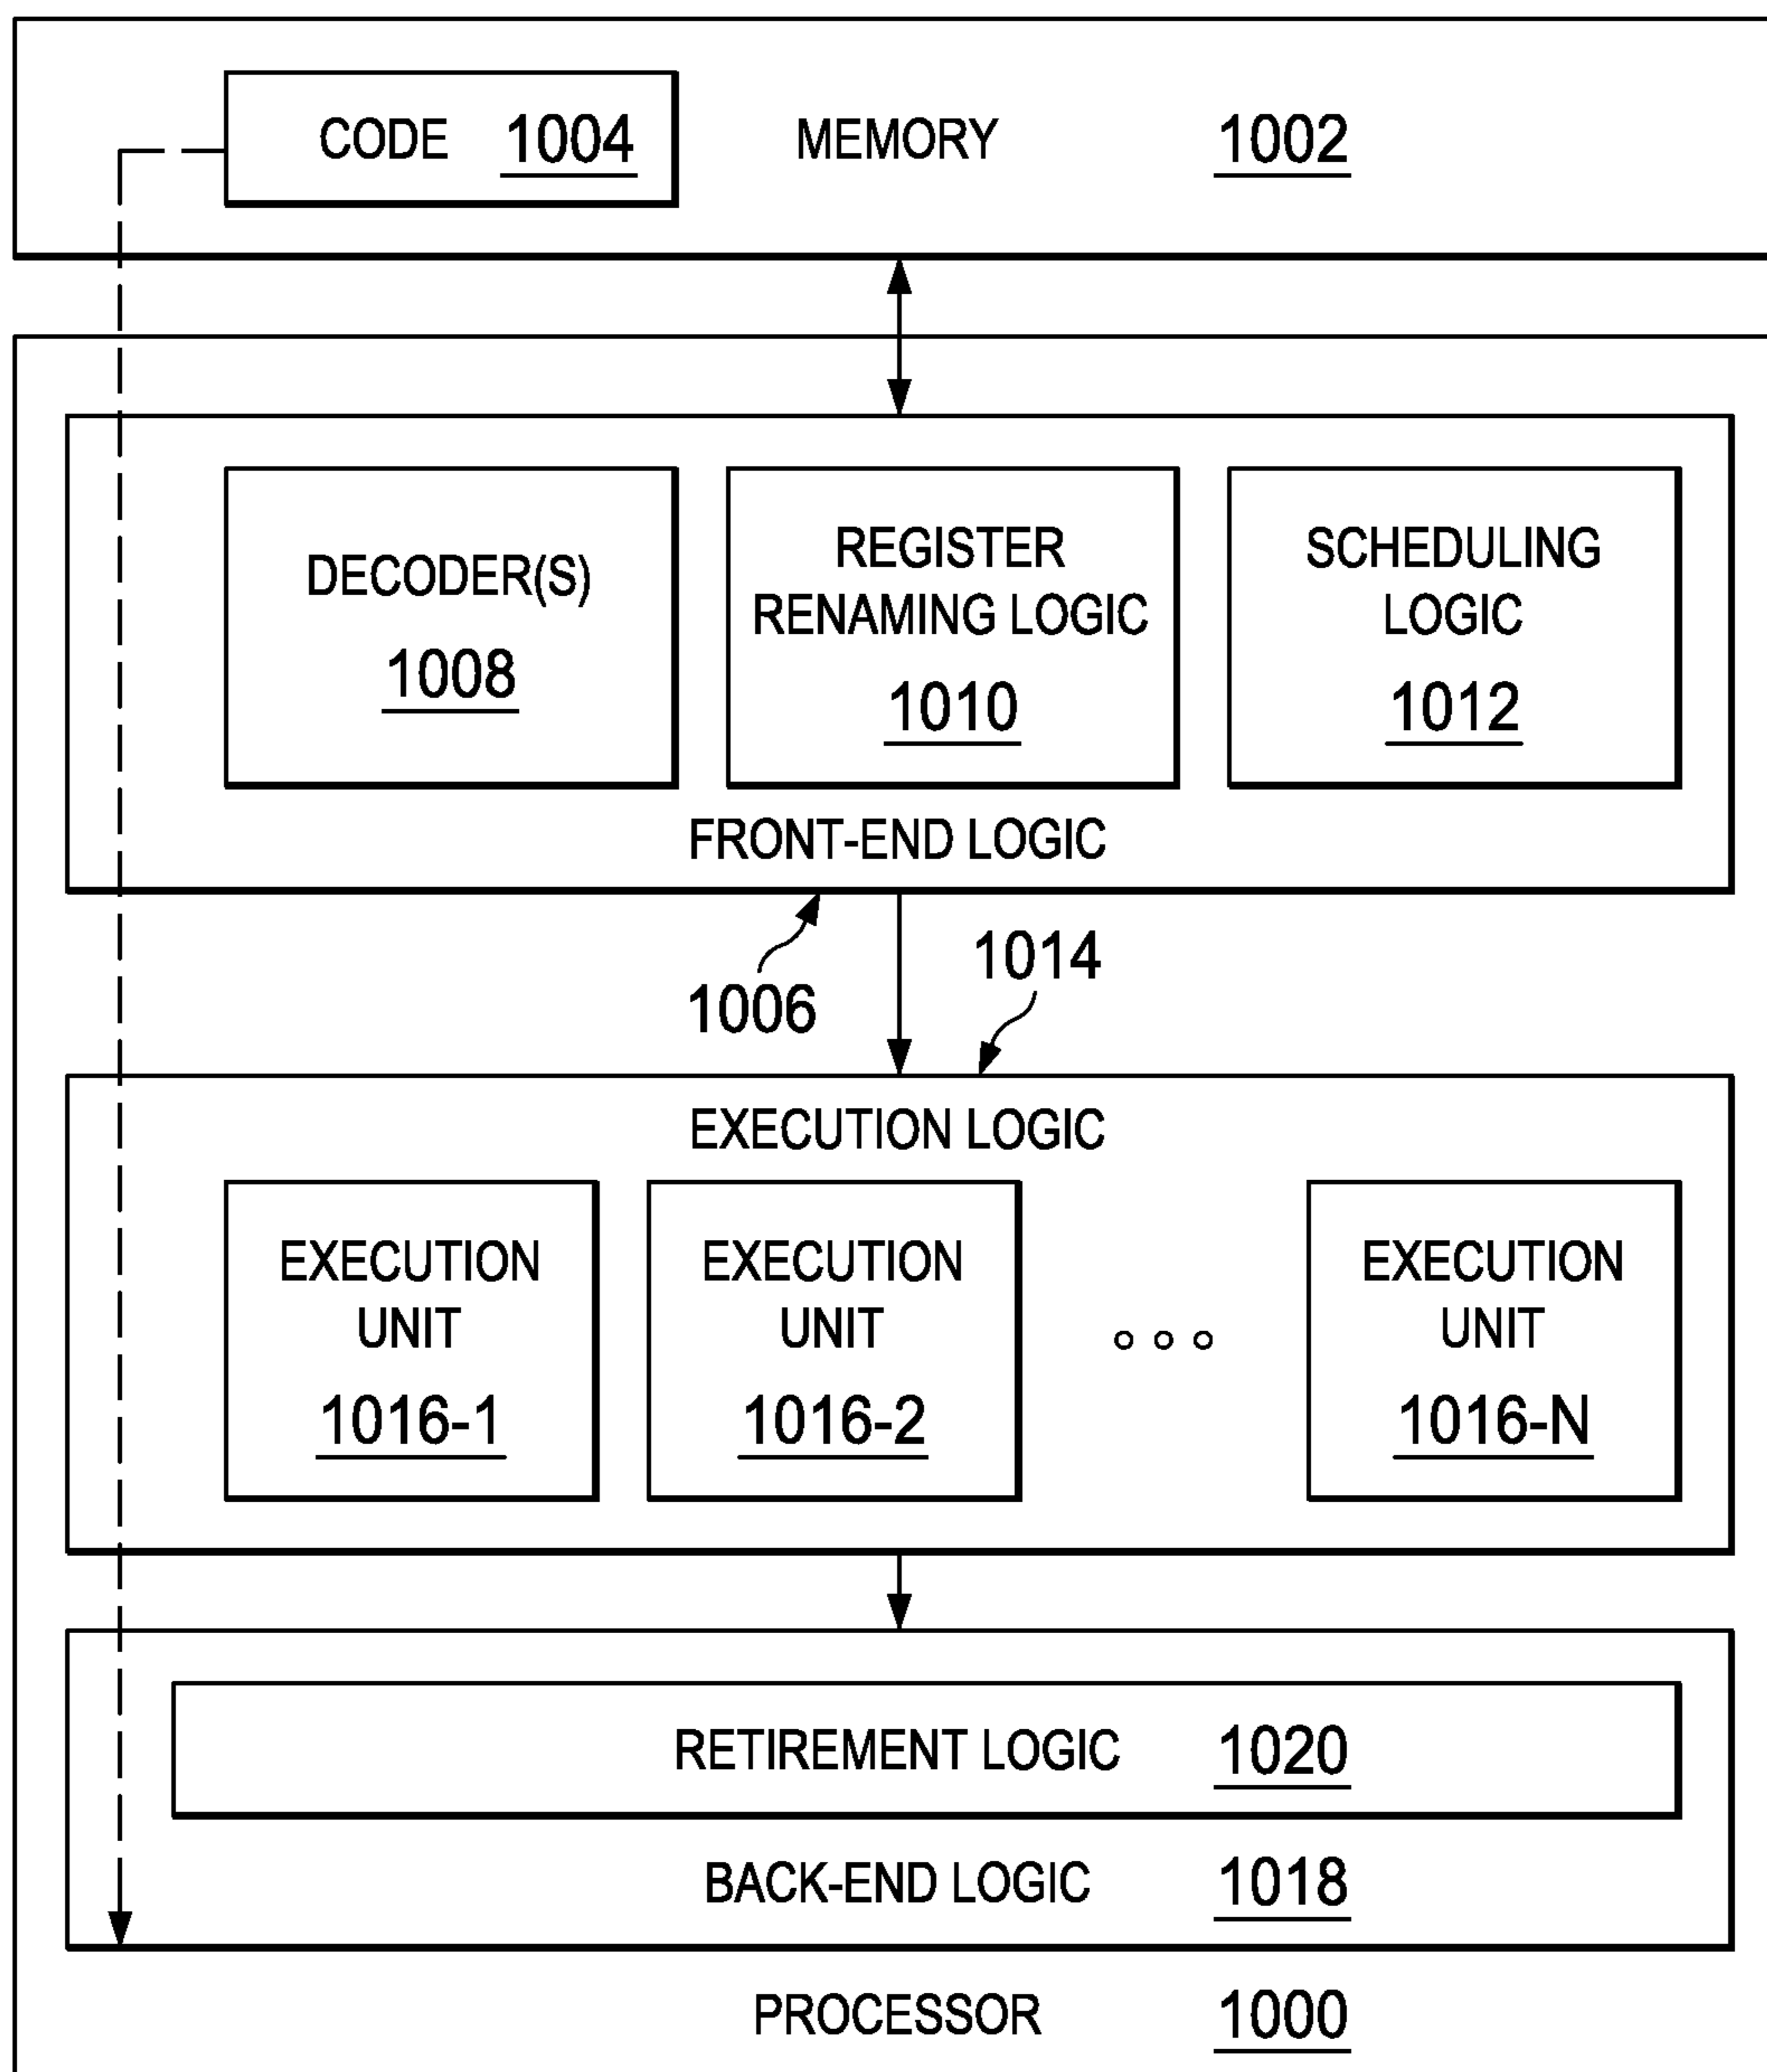 CODE 1004 MEMORY 1002
DECODER(S)
1008
REGISTER
RENAMING LOGIC
1010
SCHEDULING
LOGIC
1012
FRONT-END LOGIC
1006
1014
EXECUTION LOGIC
EXECUTION
UNIT
1016-1
EXECUTION
UNIT
1016-2
EXECUTION
UNIT
1016-N
RETIREMENT LOGIC 1020
BACK-END LOGIC 1018
PROCESSOR 1000